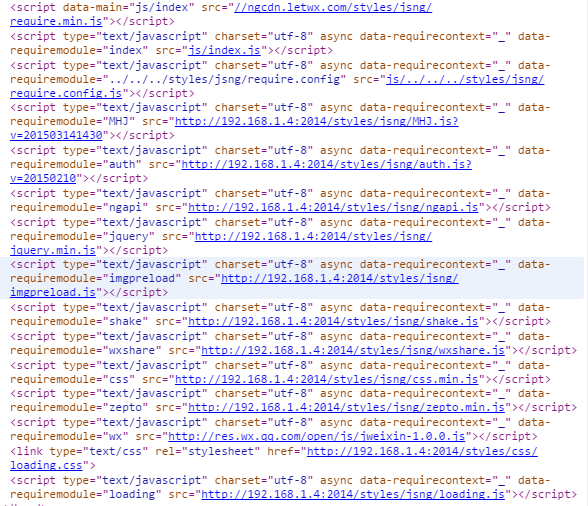 <script data-main="js/index" src="//ngcdn.letwx.com/styles/jsng/
require.min.js"></script>
<script type="text/javascript" charset="utf-8" async data-requirecontext="_" data-
requiremodule="index" src="js/index.js"></script>
<script type="text/javascript" charset="utf-8" async data-requirecontext="_" data-
requiremodule="../../../styles/jsng/require.config" src="js/../../../styles/jsng/
require.config.js"></script>
<script type="text/javascript" charset="utf-8" async data-requirecontext="_" data-
requiremodule="MHJ" src="http://192.168.1.4:2014/styles/jsng/MHJ.js?
v=201503141430"></script>
<script type="text/javascript" charset="utf-8" async data-requirecontext="_" data-
requiremodule="auth" src="http://192.168.1.4:2014/styles/jsng/auth.js?
v=20150210"></script>
<script type="text/javascript" charset="utf-8" async data-requirecontext="_" data-
requiremodule="ngapi" src="http://192.168.1.4:2014/styles/jsng/ngapi.js"></script>
<script type="text/javascript" charset="utf-8" async data-requirecontext="_" data-
requiremodule="jquery" src="http://192.168.1.4:2014/styles/jsng/
jquery.min.js"></script>
<script type="text/javascript" charset="utf-8" async data-requirecontext="_" data-
requiremodule="imgpreload" src="http://192.168.1.4:2014/styles/jsng/
imgpreload.js"></script>
<script type="text/javascript" charset="utf-8" async data-requirecontext="_" data-
requiremodule="shake" src="http://192.168.1.4:2014/styles/jsng/shake.js"></script>
<script type="text/javascript" charset="utf-8" async data-requirecontext="_" data-
requiremodule="wxshare" src="http://192.168.1.4:2014/styles/jsng/wxshare.js"></script>
<script type="text/javascript" charset="utf-8" async data-requirecontext="_" data-
requiremodule="css" src="http://192.168.1.4:2014/styles/jsng/css.min.js"></script>
<script type="text/javascript" charset="utf-8" async data-requirecontext="_" data-
requiremodule="zepto" src="http://192.168.1.4:2014/styles/jsng/zepto.min.js"></script>
<script type="text/javascript" charset="utf-8" async data-requirecontext="_" data-
requiremodule="wx" src="http://res.wx.qq.com/open/js/jweixin-1.0.0.js"></script>
<link type="text/css" rel="stylesheet" href="http://192.168.1.4:2014/styles/css/
loading.css">
<script type="text/javascript" charset="utf-8" async data-requirecontext="_" data-
requiremodule="loading" src="http://192.168.1.4:2014/styles/jsng/loading.js"></script>